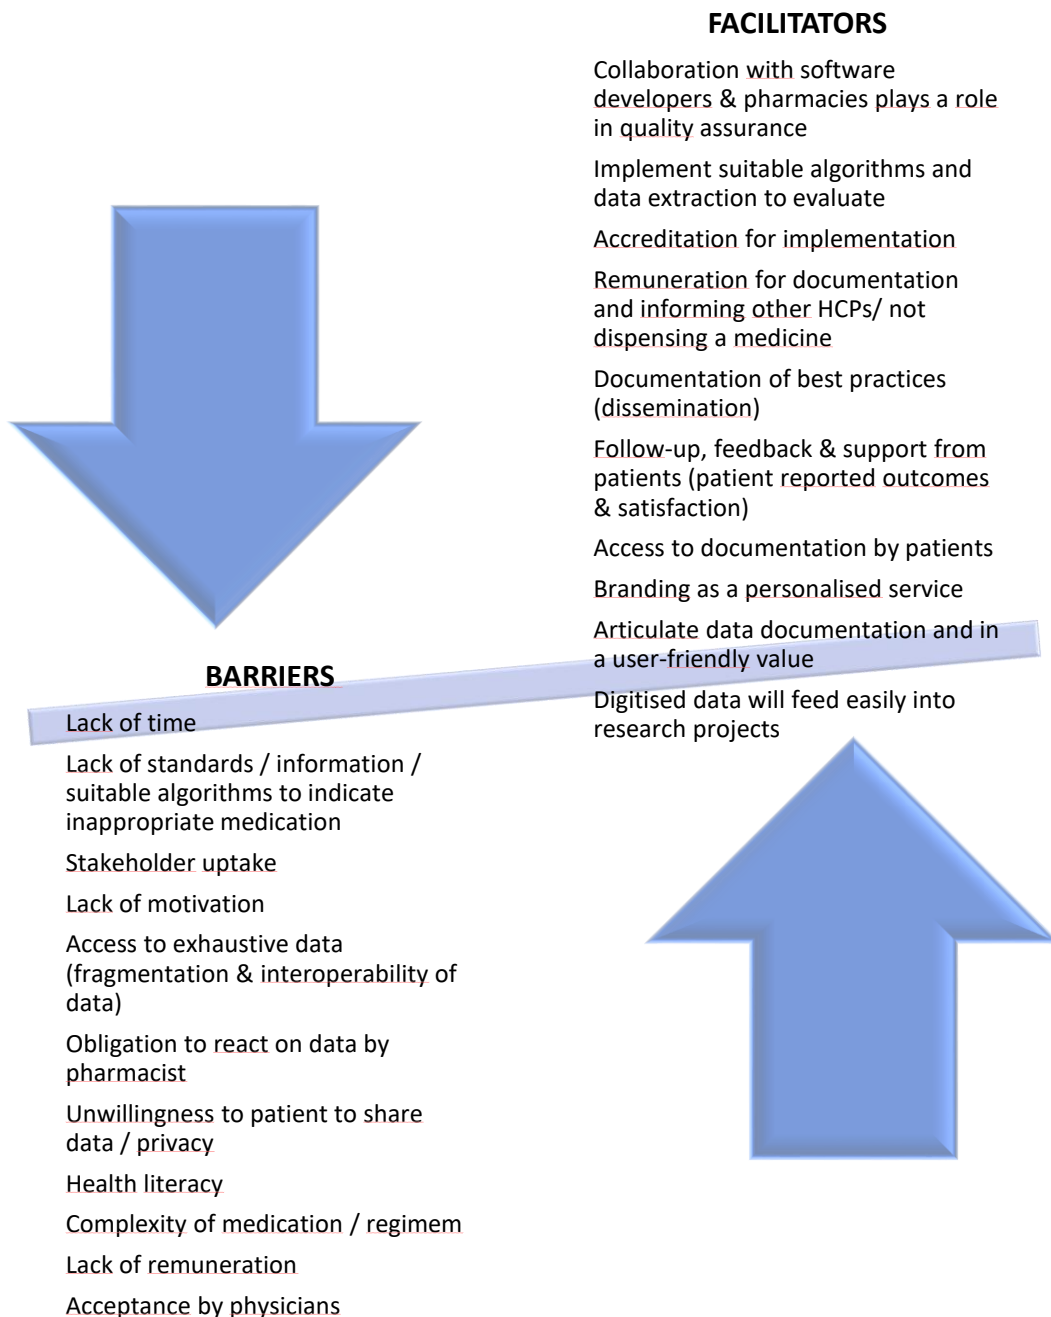 FACILITATORS
Collaboration with software
developers & pharmacies plays a role
in quality assurance
Implement suitable algorithms and
data extraction to evaluate
Accreditation for implementation
Remuneration for documentation
and informing other HCPs/ not
dispensing a medicine
Documentation of best practices
(dissemination)
Follow-up, feedback & support from
patients (patient reported outcomes
& satisfaction)
Access to documentation by patients
Branding as a personalised service
Articulate data documentation and in
a user-friendly value
Digitised data will feed easily into
research projects
BARRIERS
Lack of time
Lack of standards / information /
suitable algorithms to indicate
inappropriate medication
Stakeholder uptake
Lack of motivation
Access to exhaustive data
(fragmentation & interoperability of
data)
Obligation to react on data by
pharmacist
Unwillingness to patient to share
data / privacy
Health literacy
Complexity of medication / regimem
Lack of remuneration
Acceptance by physicians